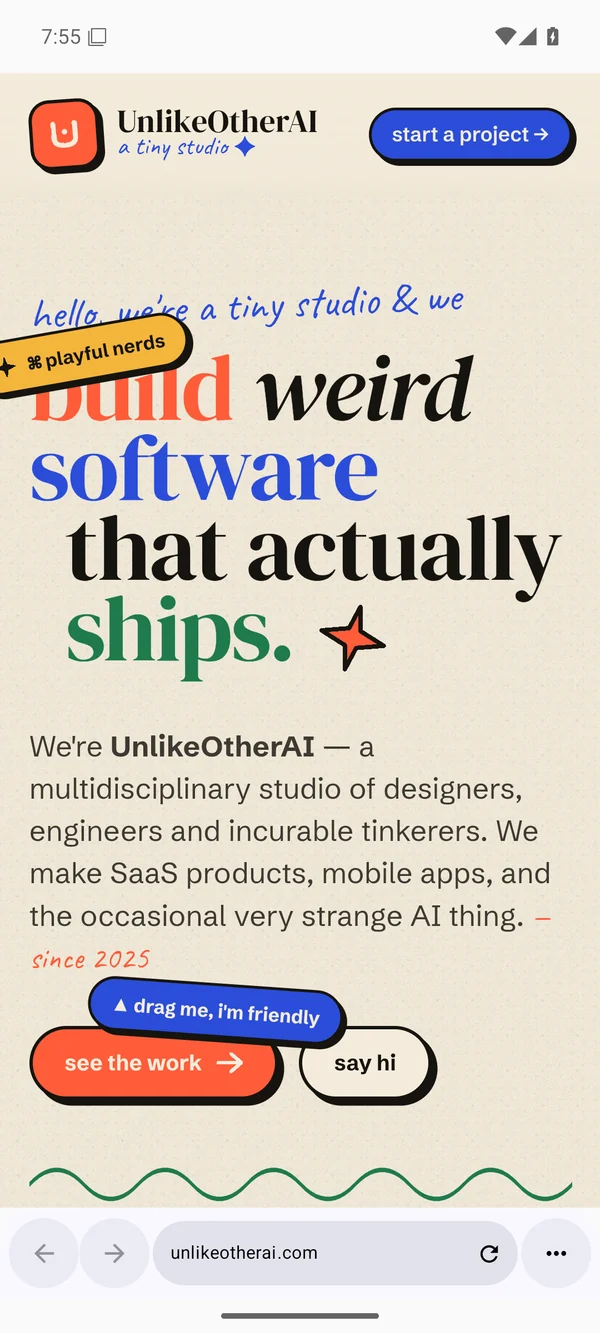 7:55
UnlikeOtherAI
a tiny studio
start a project →
hello, we're a tiny studio & we
⌘ playful nerds
build weird
software
that actually
ships.
We're UnlikeOtherAI — a
multidisciplinary studio of designers,
engineers and incurable tinkerers. We
make SaaS products, mobile apps, and
the occasional very strange AI thing. –
since 2025
▲ drag me, i'm friendly
see the work →
say hi
unlikeotherai.com